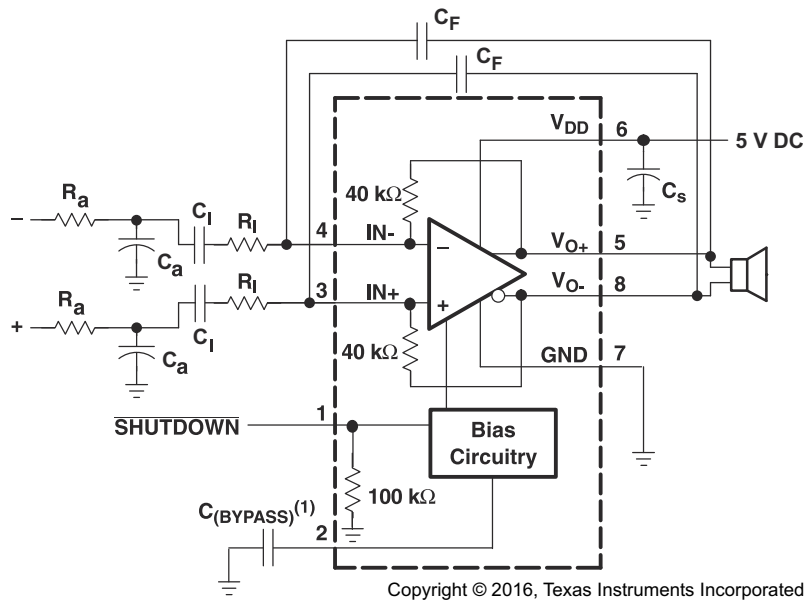 C_F
C_F
V_DD 6
5 V DC
C_s
40 kΩ
R_a
C_I
R_I
4
IN-
−
−
V_O+ 5
C_a
R_a
C_I
R_I
3
IN+
+
+
V_O- 8
C_a
40 kΩ
GND 7
SHUTDOWN
1
Bias
Circuitry
100 kΩ
C_(BYPASS)^(1)
2
Copyright © 2016, Texas Instruments Incorporated